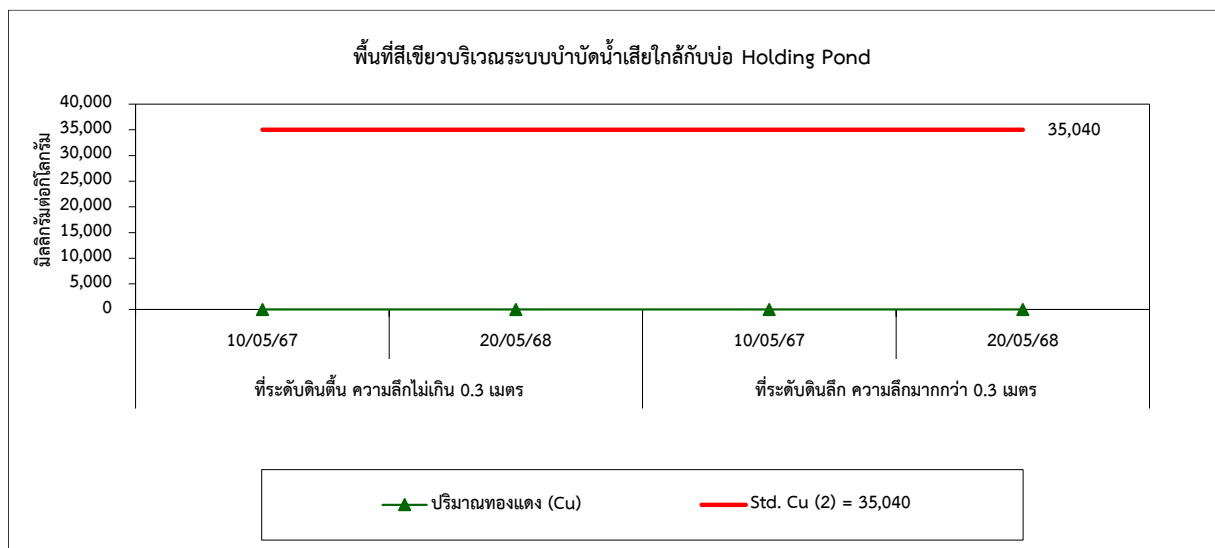 พื้นที่สีเขียวบริเวณระบบบำบัดน้ำเสียใกล้กับบ่อ Holding Pond
มิลลิกรัมต่อกิโลกรัม
40,000
35,000
30,000
25,000
20,000
15,000
10,000
5,000
0
35,040
10/05/67 20/05/68 10/05/67 20/05/68
ที่ระดับดินตื้น ความลึกไม่เกิน 0.3 เมตร ที่ระดับดินลึก ความลึกมากกว่า 0.3 เมตร
ปริมาณทองแดง (Cu) Std. Cu (2) = 35,040